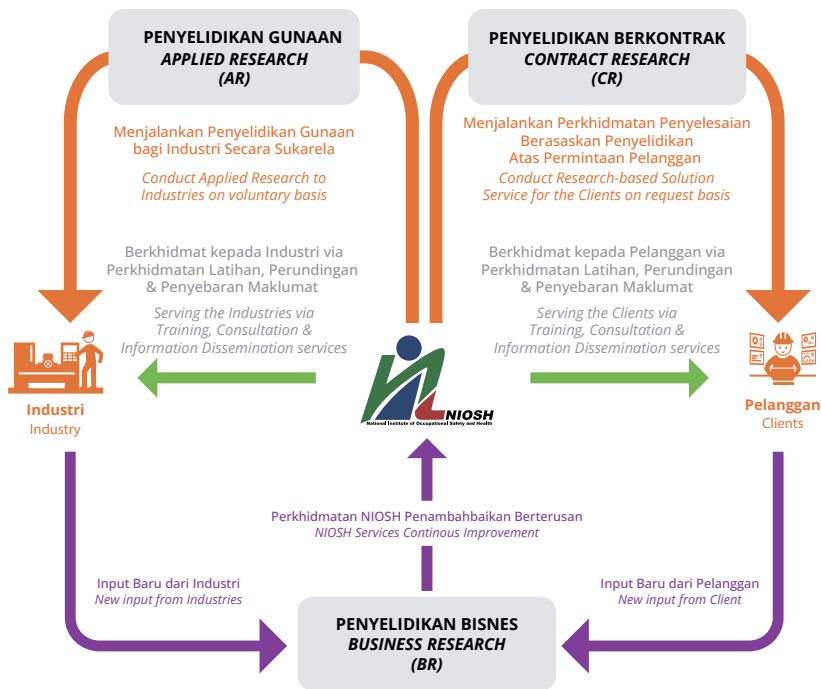 PENYELIDIKAN GUNAAN
APPLIED RESEARCH
(AR)
PENYELIDIKAN BERKONTRAK
CONTRACT RESEARCH
(CR)
Menjalankan Penyelidikan Gunaan
bagi Industri Secara Sukarela
Conduct Applied Research to
Industries on voluntary basis
Menjalankan Perkhidmatan Penyelesaian
Berasaskan Penyelidikan
Atas Permintaan Pelanggan
Conduct Research-based Solution
Service for the Clients on request basis
Berkhidmat kepada Industri via
Perkhidmatan Latihan, Perundingan
& Penyebaran Maklumat
Serving the Industries via
Training, Consultation &
Information Dissemination services
Berkhidmat kepada Pelanggan via
Perkhidmatan Latihan, Perundingan
& Penyebaran Maklumat
Serving the Clients via
Training, Consultation &
Information Dissemination services
Industri
Industry
NIOSH
National Institute of Occupational Safety and Health
Pelanggan
Clients
Perkhidmatan NIOSH Penambahbaikan Berterusan
NIOSH Services Continous Improvement
Input Baru dari Industri
New input from Industries
Input Baru dari Pelanggan
New input from Client
PENYELIDIKAN BISNES
BUSINESS RESEARCH
(BR)